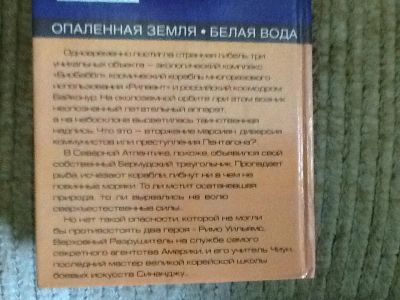 ОПАЛЕННАЯ ЗЕМЛЯ • БЕЛАЯ ВОДА
Одновременно постигла странная гибель три
уникальных объекта — экологический комплекс
«Биобаббл», космический корабль многоразового
использования «Рилевант» и российский космодром
Байконур. На околоземной орбите при этом возник
неопознанный летательный аппарат,
а на небосклоне высветилась таинственная
надпись. Что это — вторжение марсиан, диверсия
коммунистов или преступления Пентагона?
В Северной Атлантике, похоже, объявился свой
собственный Бермудский треугольник. Пропадает
рыба, исчезают корабли, гибнут ни в чем не
повинные моряки. То ли мстит осатаневшая
природа, то ли вырвались на волю
сверхъестественные силы...
Но нет такой опасности, которой не могли
бы противостоять два героя - Римо Уильямс,
Верховный Разрушитель на службе самого
секретного агентства Америки, и его учитель Чиун,
последний мастер великой корейской школы
боевых искусств Синанджу...